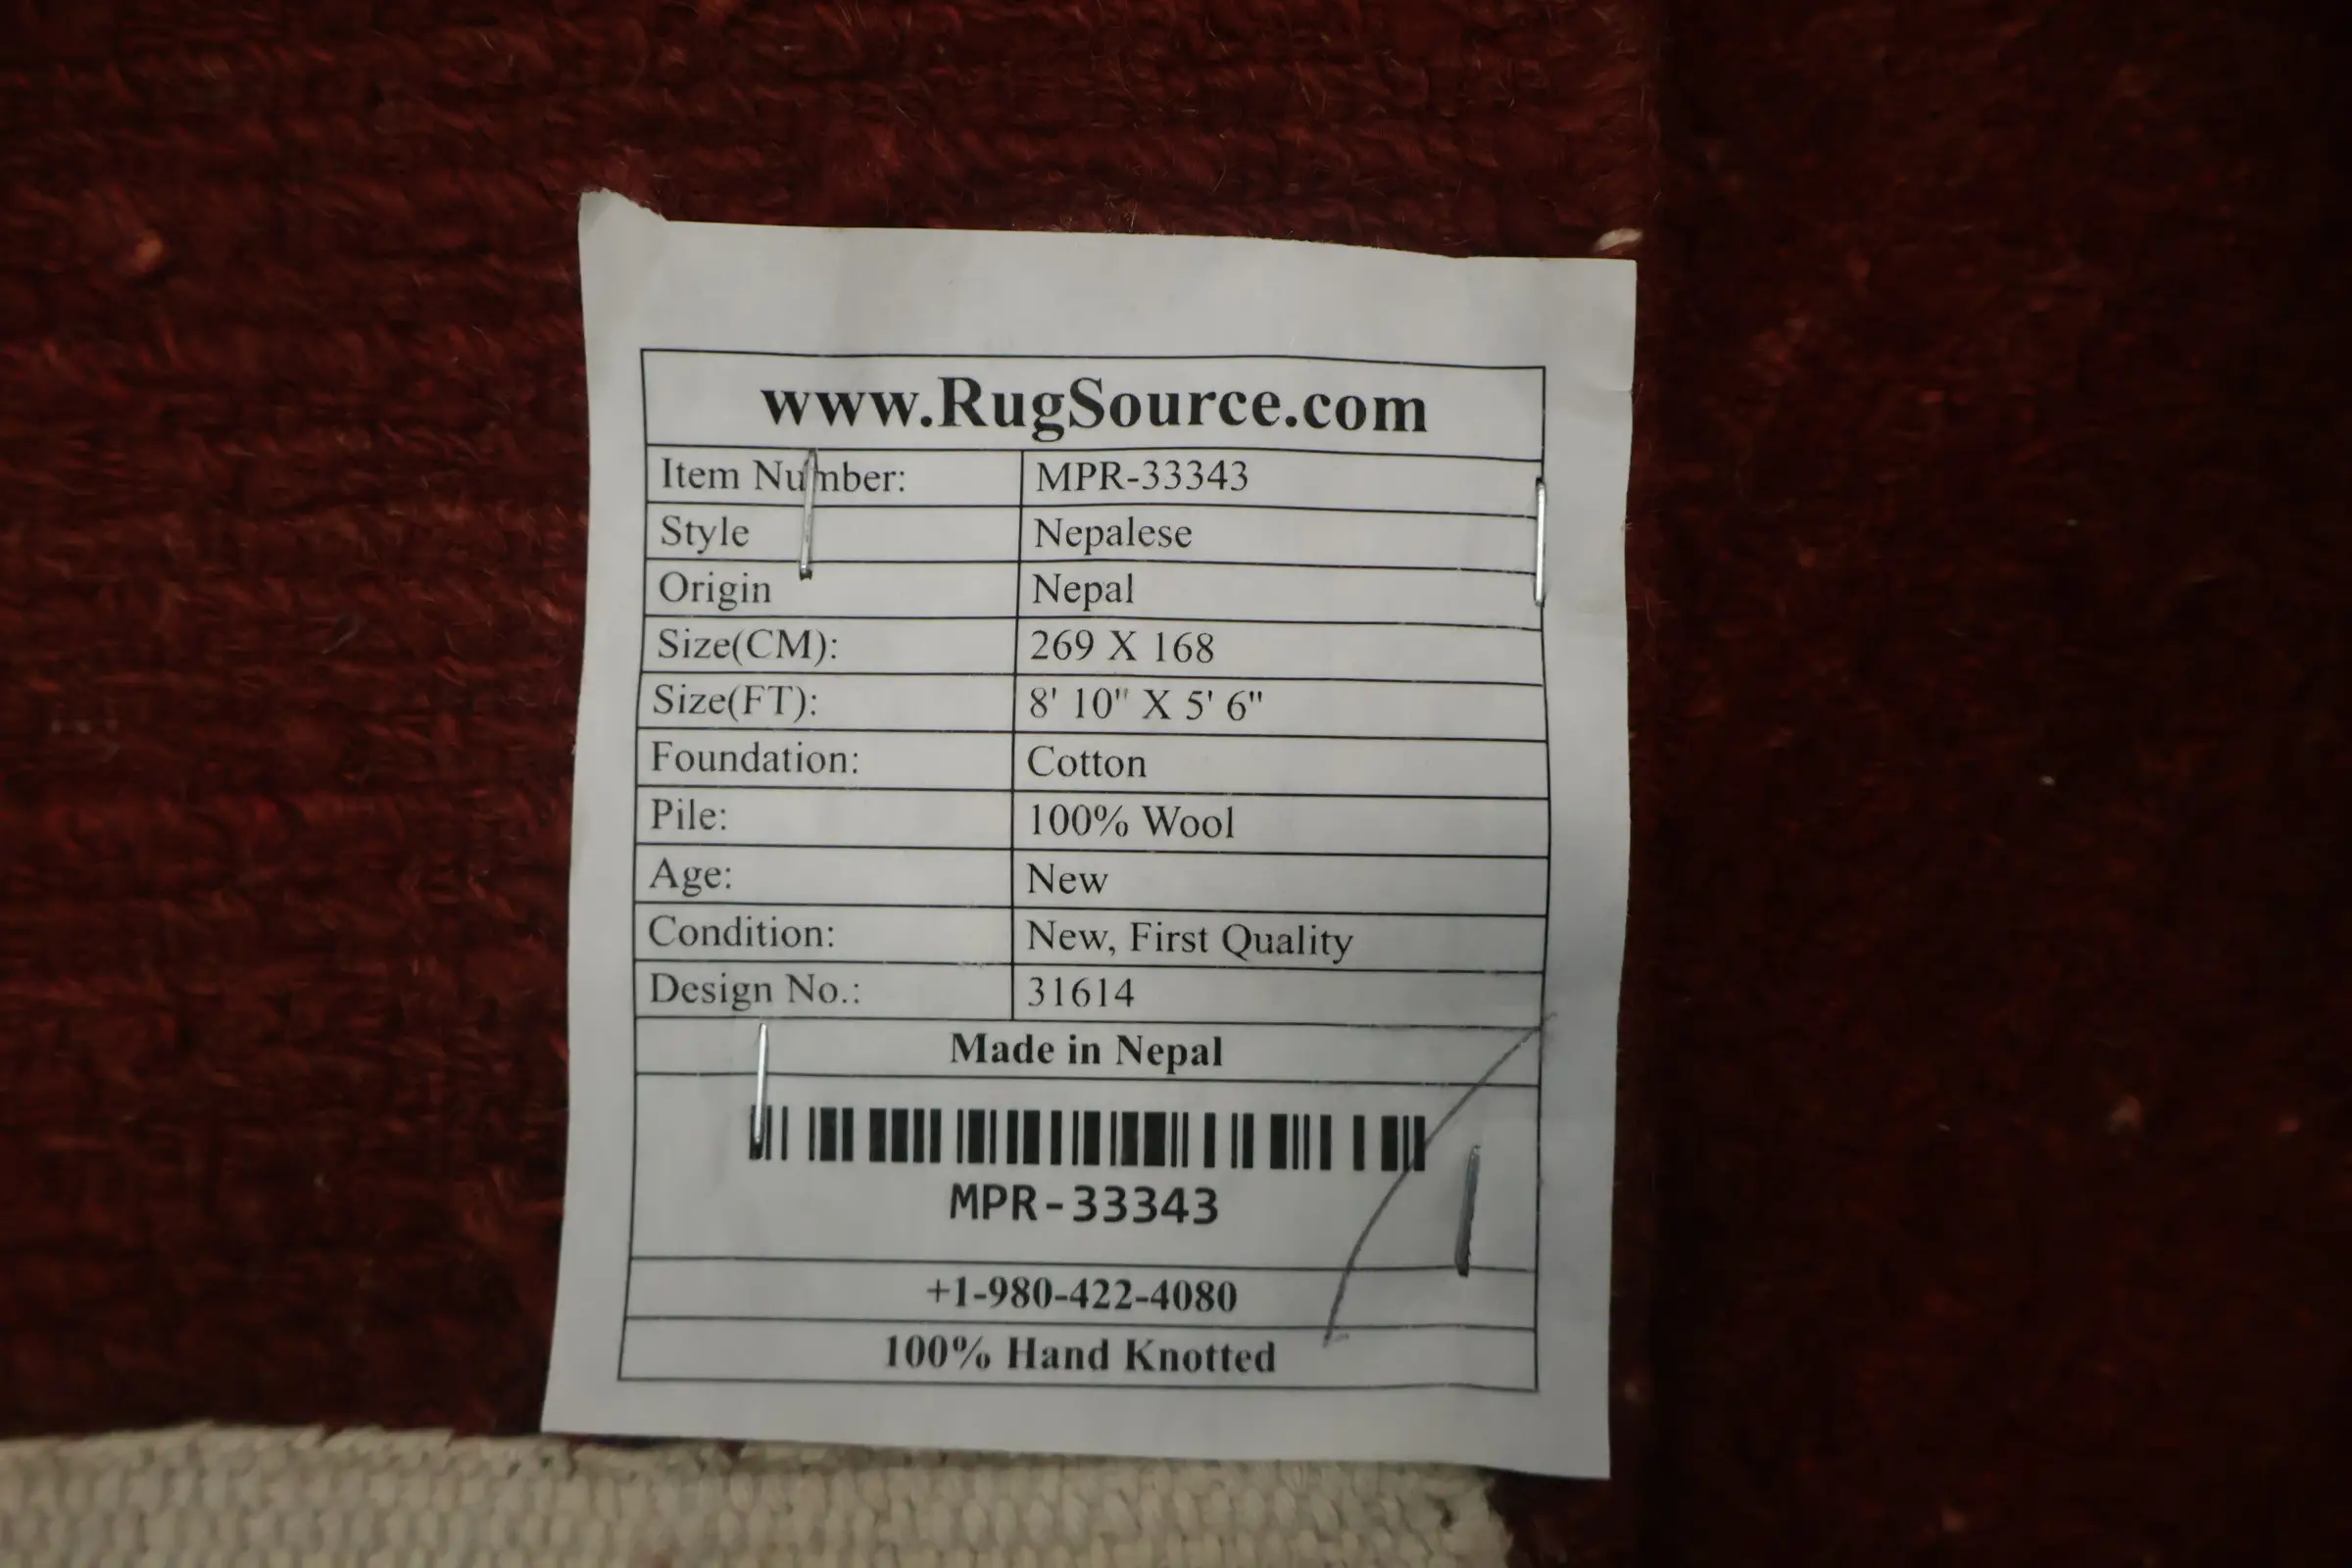 www.RugSource.com
Item Number: MPR-33343
Style Nepalese
Origin Nepal
Size(CM): 269 X 168
Size(FT): 8' 10" X 5' 6"
Foundation: Cotton
Pile: 100% Wool
Age: New
Condition: New, First Quality
Design No.: 31614
Made in Nepal
MPR-33343
+1-980-422-4080
100% Hand Knotted